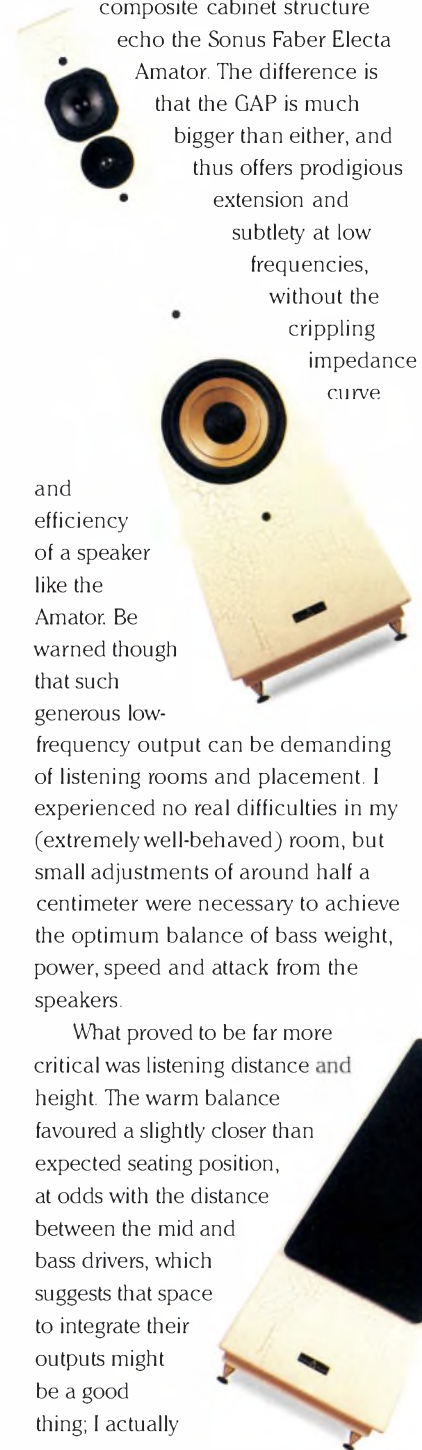 composite cabinet structure
echo the Sonus Faber Electa
Amator. The difference is
that the GAP is much
bigger than either, and
thus offers prodigious
extension and
subtlety at low
frequencies,
without the
crippling
impedance
curve
and
efficiency
of a speaker
like the
Amator. Be
warned though
that such
generous low-
frequency output can be demanding
of listening rooms and placement. I
experienced no real difficulties in my
(extremely well-behaved) room, but
small adjustments of around half a
centimeter were necessary to achieve
the optimum balance of bass weight,
power, speed and attack from the
speakers.
What proved to be far more
critical was listening distance and
height. The warm balance
favoured a slightly closer than
expected seating position,
at odds with the distance
between the mid and
bass drivers, which
suggests that space
to integrate their
outputs might
be a good
thing; I actually